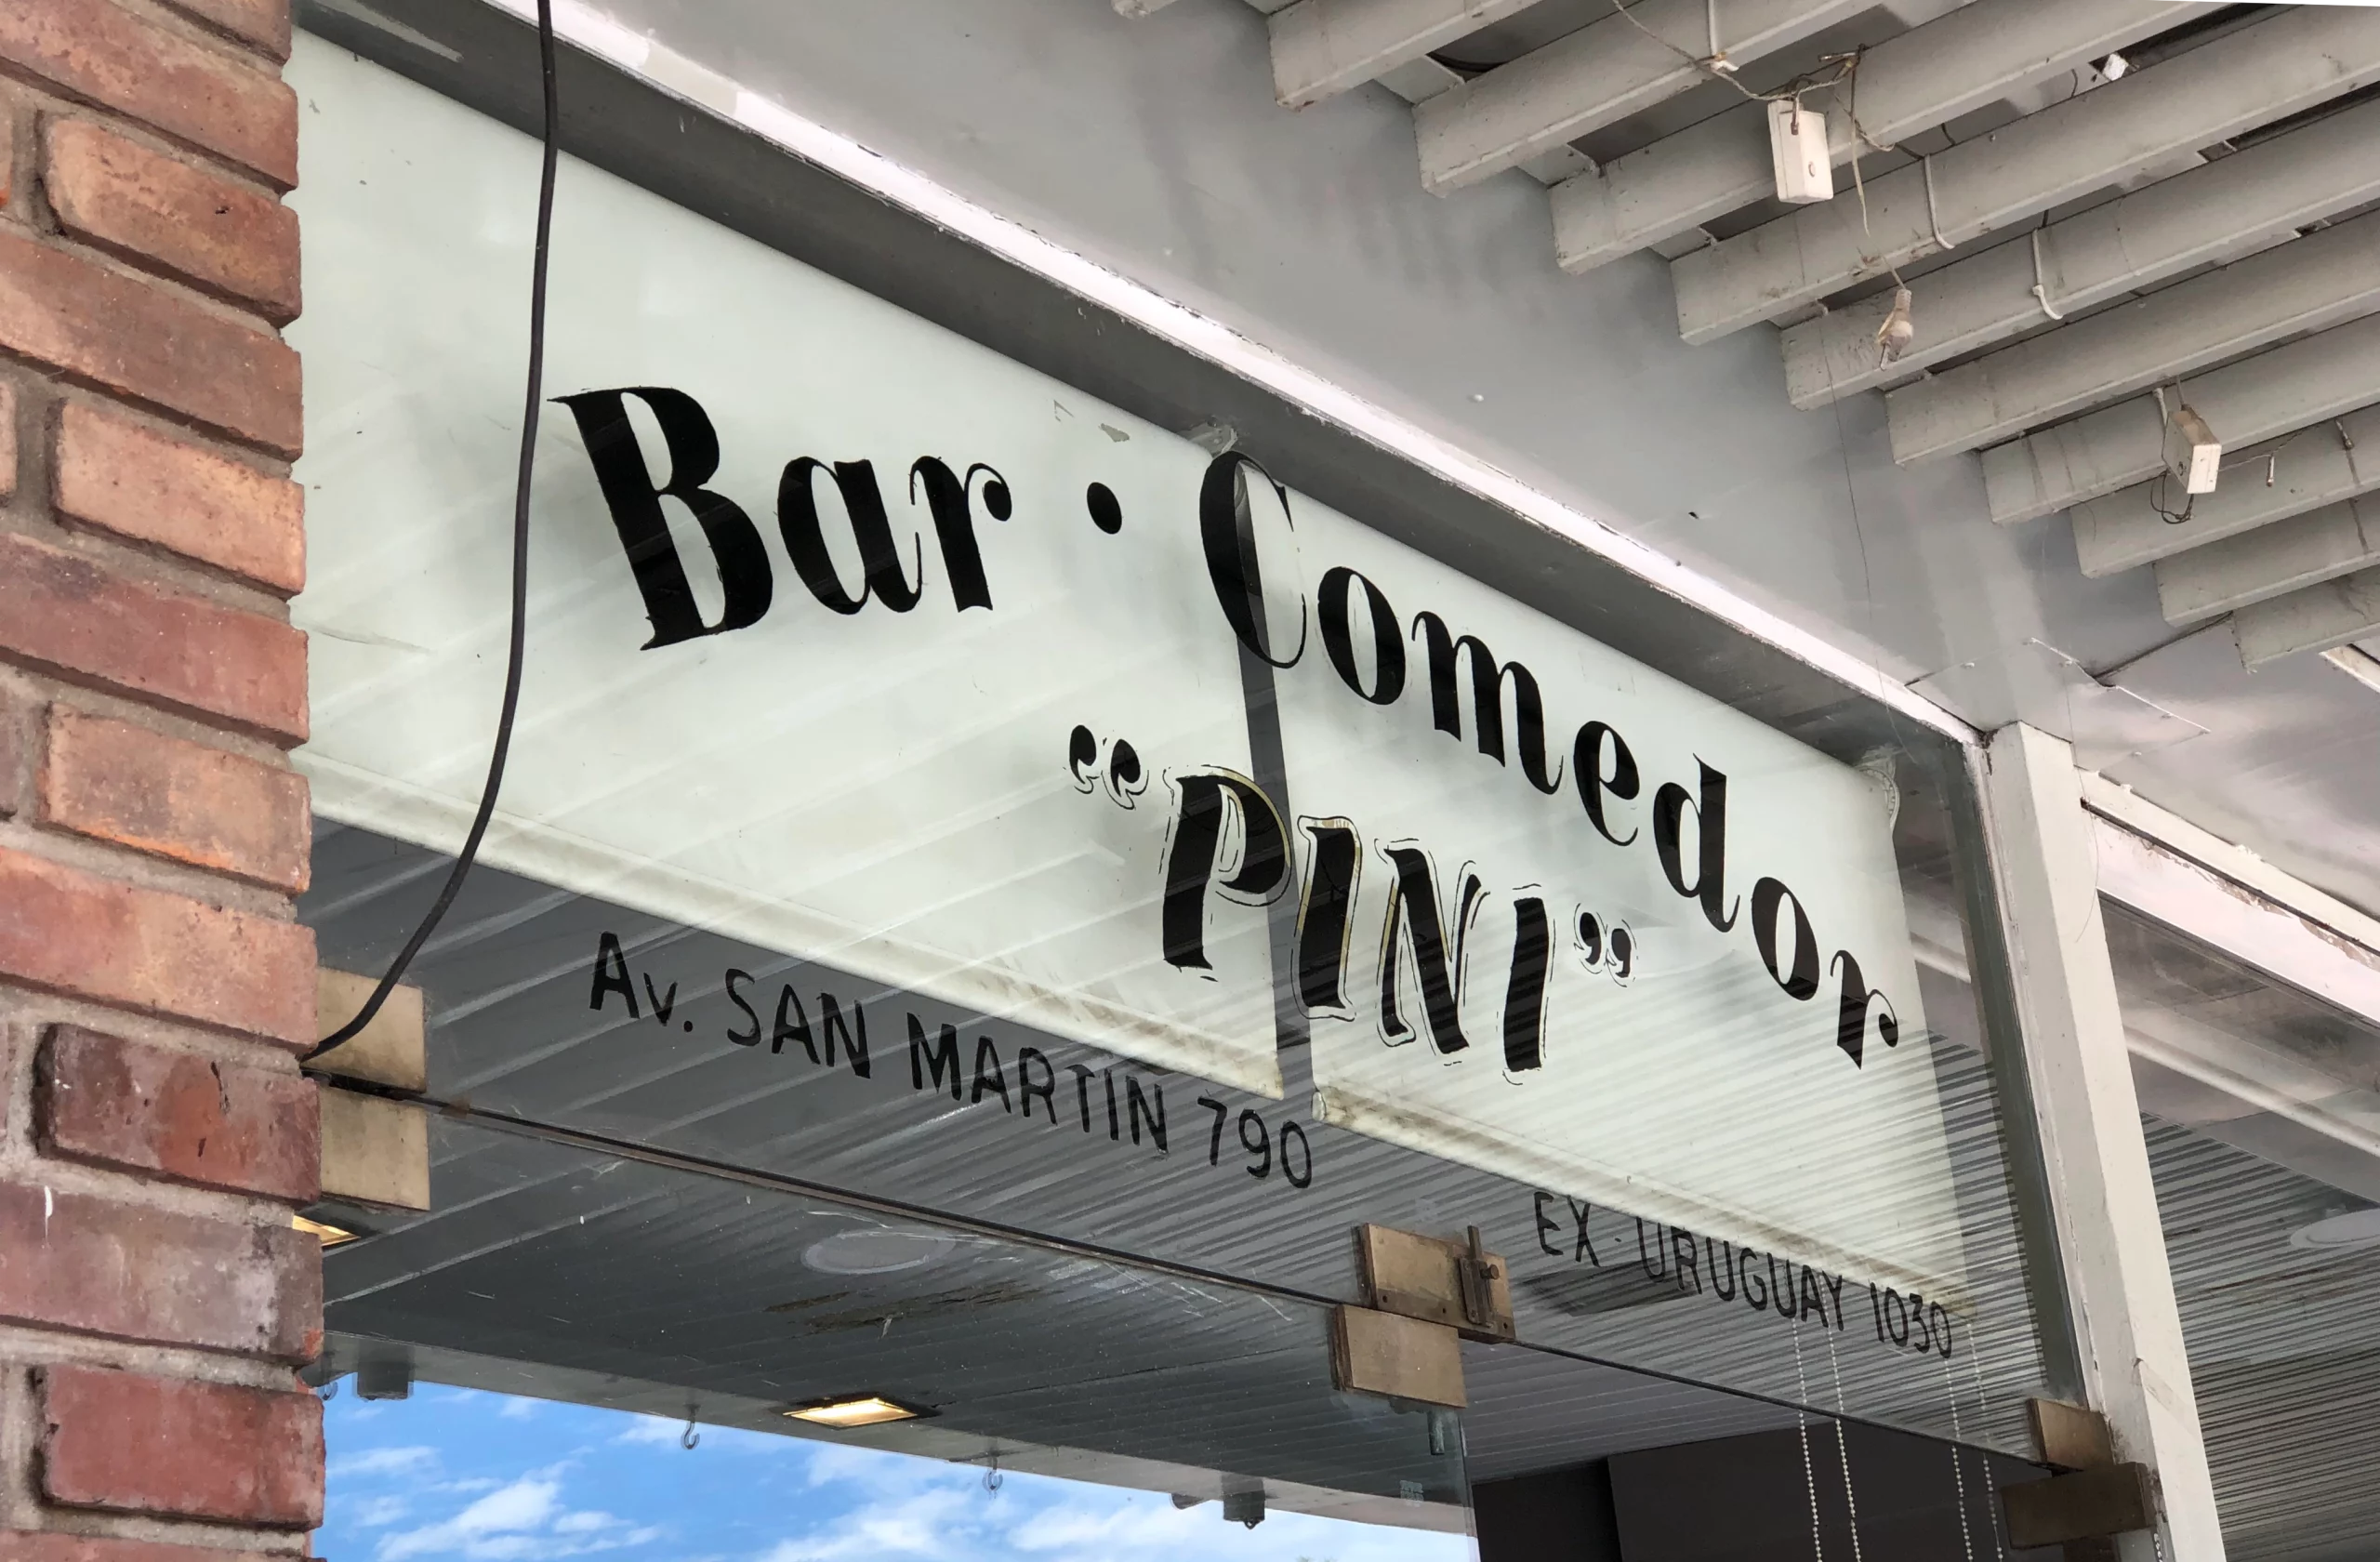 Bar · Comedor
“PINI”
Av. SAN MARTIN 790
EX · URUGUAY 1030